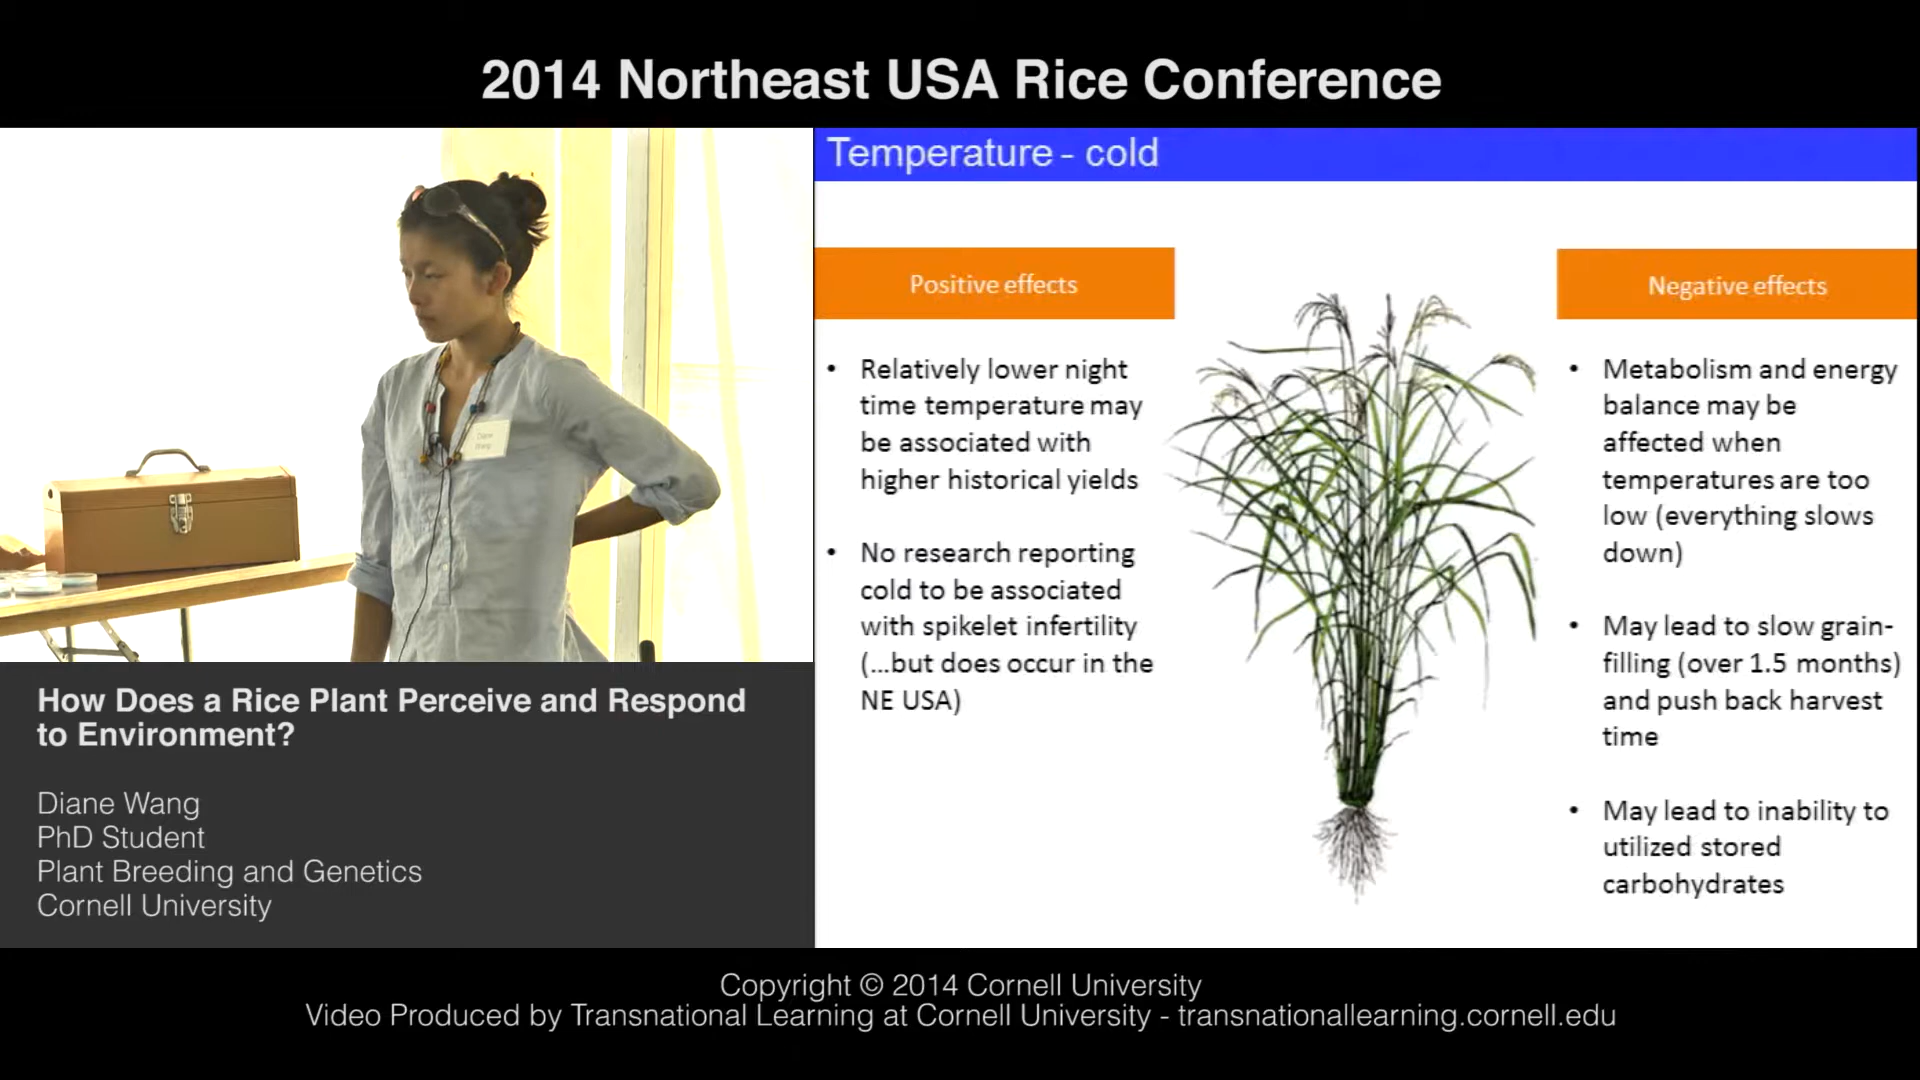 2014 Northeast USA Rice Conference
Temperature - cold
Positive effects
• Relatively lower night
time temperature may
be associated with
higher historical yields
• No research reporting
cold to be associated
with spikelet infertility
(...but does occur in the
NE USA)
Negative effects
• Metabolism and energy
balance may be
affected when
temperatures are too
low (everything slows
down)
• May lead to slow grain-
filling (over 1.5 months)
and push back harvest
time
• May lead to inability to
utilized stored
carbohydrates
Diane
Wang
How Does a Rice Plant Perceive and Respond
to Environment?
Diane Wang
PhD Student
Plant Breeding and Genetics
Cornell University
Copyright © 2014 Cornell University
Video Produced by Transnational Learning at Cornell University - transnationallearning.cornell.edu